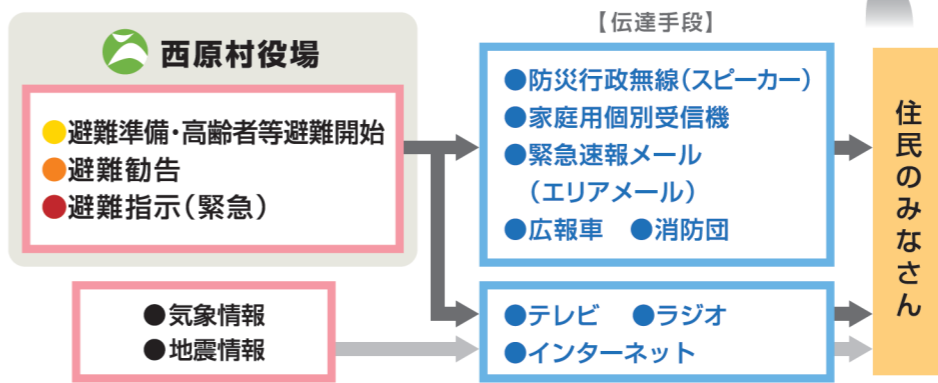 【伝達手段】
西原村役場
●避難準備・高齢者等避難開始
●避難勧告
●避難指示(緊急)
●防災行政無線(スピーカー)
●家庭用個別受信機
●緊急速報メール
(エリアメール)
●広報車 ●消防団
●気象情報
●地震情報
●テレビ ●ラジオ
●インターネット
住民のみなさん